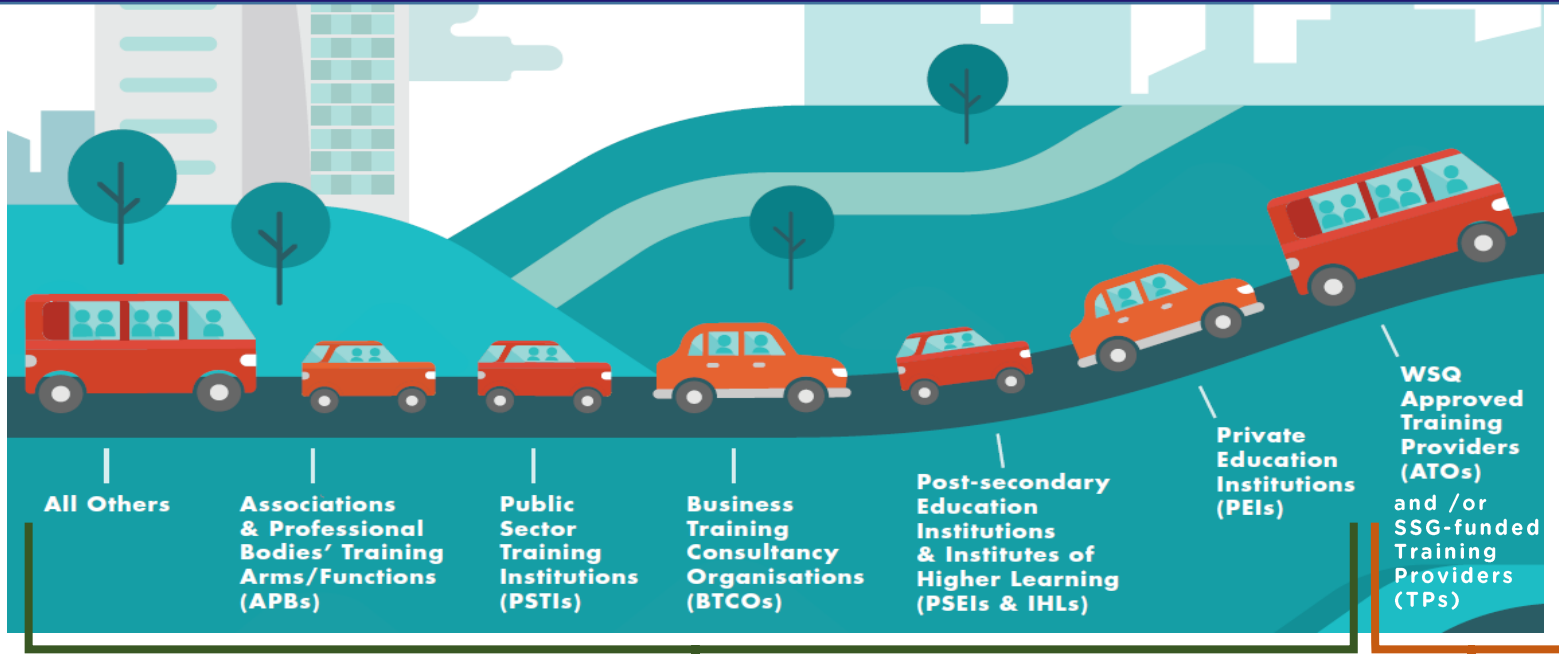 All Others
Associations
& Professional
Bodies’ Training
Arms/Functions
(APBs)
Public
Sector
Training
Institutions
(PSTIs)
Business
Training
Consultancy
Organisations
(BTCOs)
Post-secondary
Education
Institutions
& Institutes of
Higher Learning
(PSEIs & IHLs)
Private
Education
Institutions
(PEIs)
WSQ
Approved
Training
Providers
(ATOs)
and /or
SSG-funded
Training
Providers
(TPs)